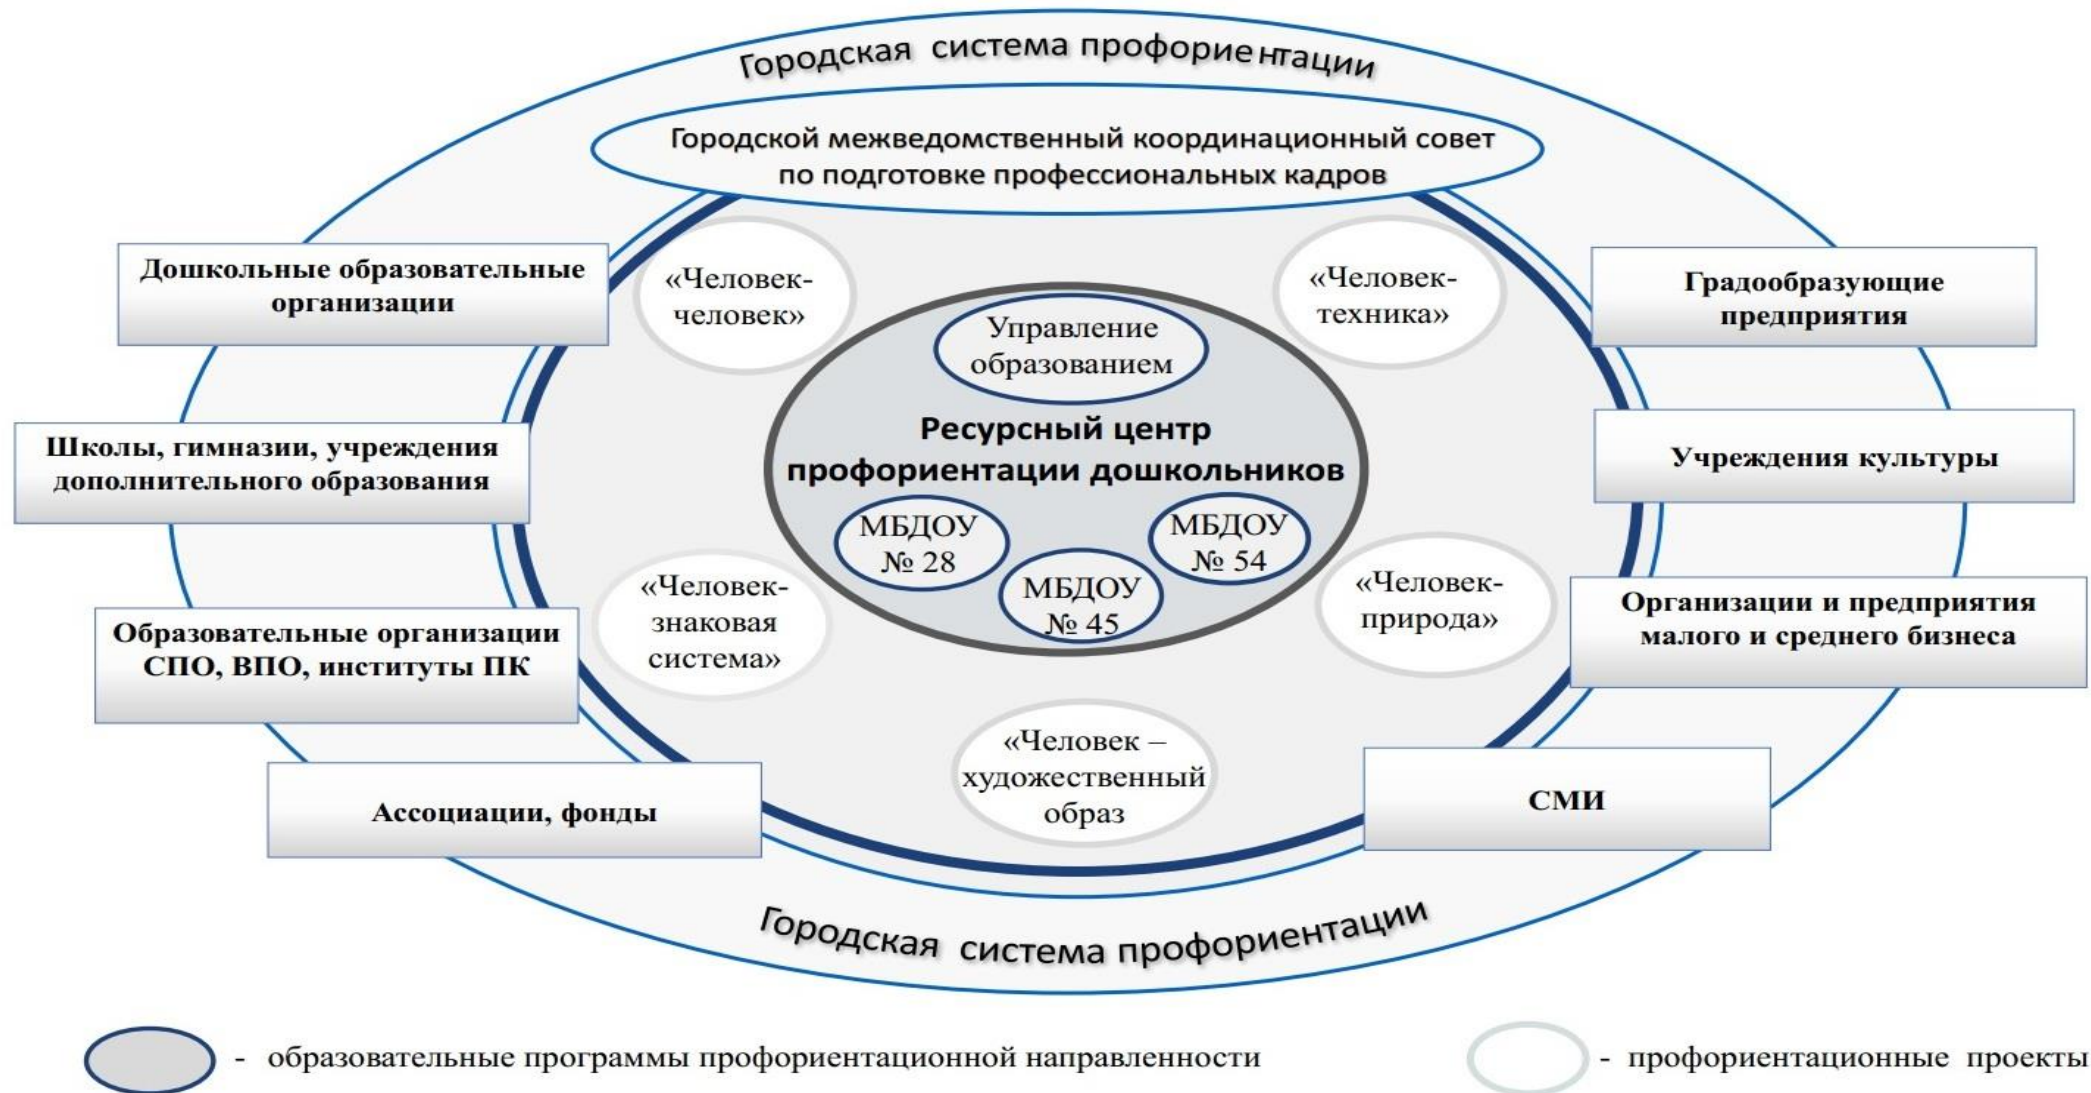 Городская система профориентации
Городской межведомственный координационный совет
по подготовке профессиональных кадров
Дошкольные образовательные
организации
«Человек-
человек»
«Человек-
техника»
Градообразующие
предприятия
Управление
образованием
Ресурсный центр
профориентации дошкольников
Школы, гимназии, учреждения
дополнительного образования
Учреждения культуры
МБДОУ
№ 28
МБДОУ
№ 45
МБДОУ
№ 54
«Человек-
знаковая
система»
«Человек-
природа»
Образовательные организации
СПО, ВПО, институты ПК
Организации и предприятия
малого и среднего бизнеса
«Человек –
художественный
образ
Ассоциации, фонды
СМИ
Городская система профориентации
- образовательные программы профориентационной направленности
- профориентационные проекты